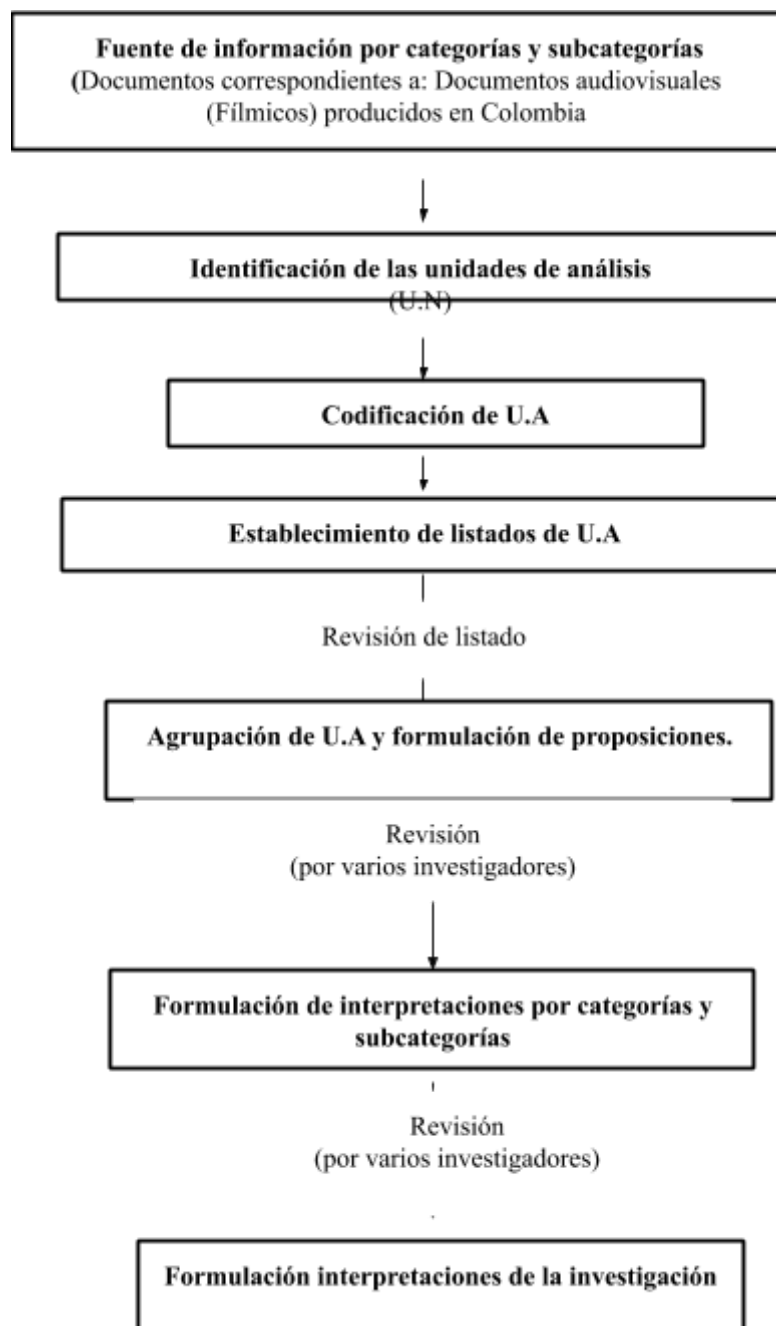 Fuente de información por categorías y subcategorías
(Documentos correspondientes a: Documentos audiovisuales
(Fílmicos) producidos en Colombia
Identificación de las unidades de análisis
(U.N)
Codificación de U.A
Establecimiento de listados de U.A
Revisión de listado
Agrupación de U.A y formulación de proposiciones.
Revisión
(por varios investigadores)
Formulación de interpretaciones por categorías y
subcategorías
Revisión
(por varios investigadores)
Formulación interpretaciones de la investigación